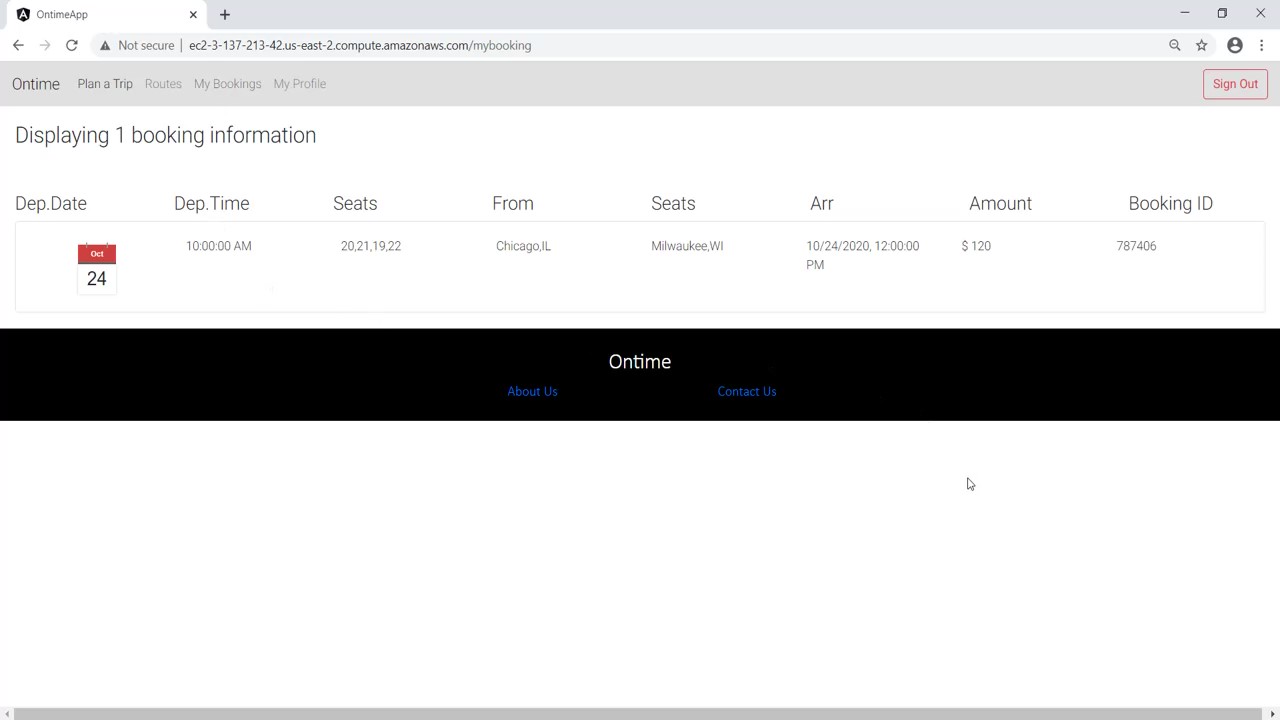 OntimeApp
Not secure
ec2-3-137-213-42.us-east-2.compute.amazonaws.com/mybooking
Ontime Plan a Trip Routes My Bookings My Profile Sign Out
Displaying 1 booking information
Dep.Date Dep.Time Seats From Seats Arr Amount Booking ID
Oct 10:00:00 AM 20,21,19,22 Chicago,IL Milwaukee,WI 10/24/2020, 12:00:00 $ 120 787406
PM
24
Ontime
About Us Contact Us